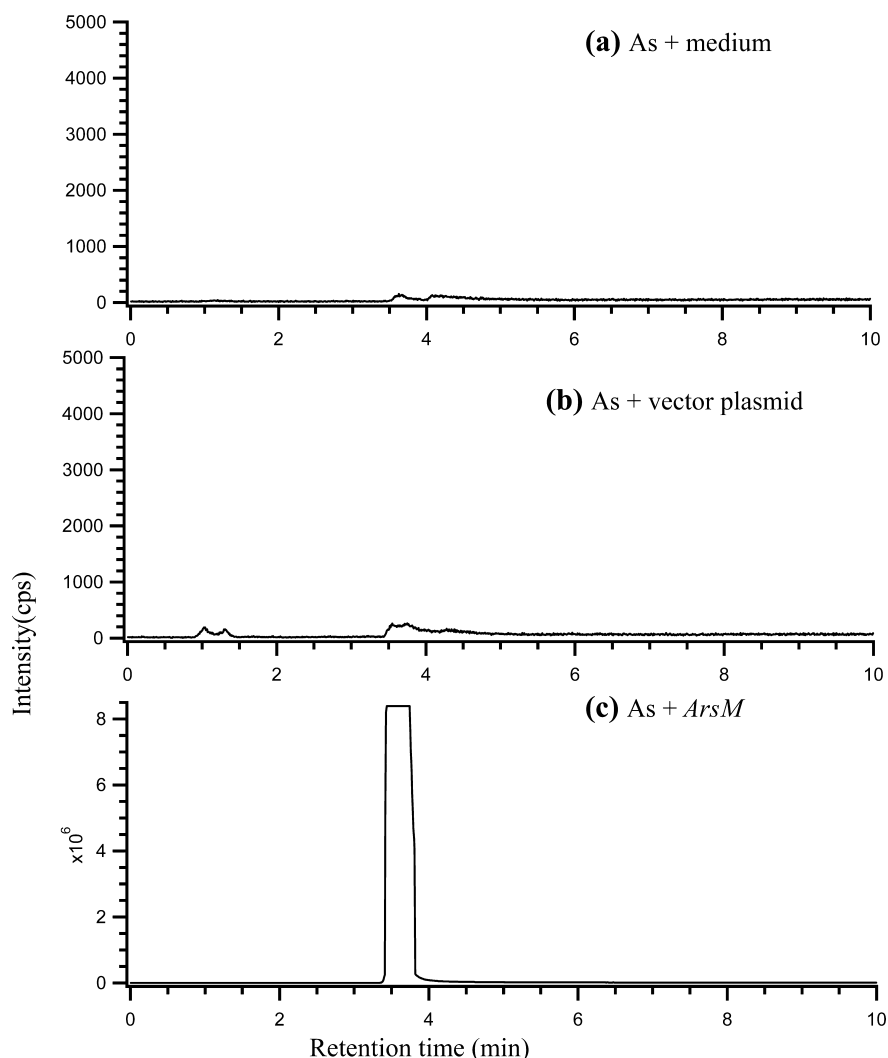 (a) As + medium
5000
4000
3000
2000
1000
0
0 2 4 6 8 10
(b) As + vector plasmid
5000
4000
3000
2000
1000
0
0 2 4 6 8 10
Intensity(cps)
(c) As + ArsM
x10⁶
8
6
4
2
0
0 2 4 6 8 10
Retention time (min)